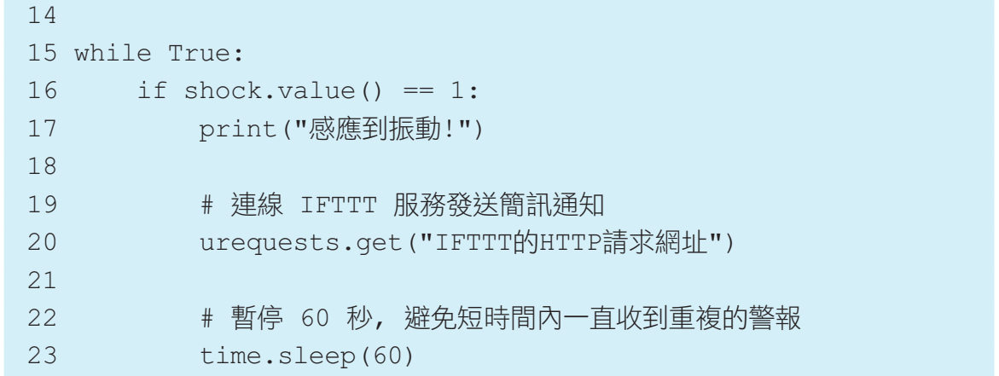 14
15 while True:
16     if shock.value() == 1:
17         print("感應到振動!")
18
19         # 連線 IFTTT 服務發送簡訊通知
20         urequests.get("IFTTT的HTTP請求網址")
21
22         # 暫停 60 秒, 避免短時間內一直收到重複的警報
23         time.sleep(60)